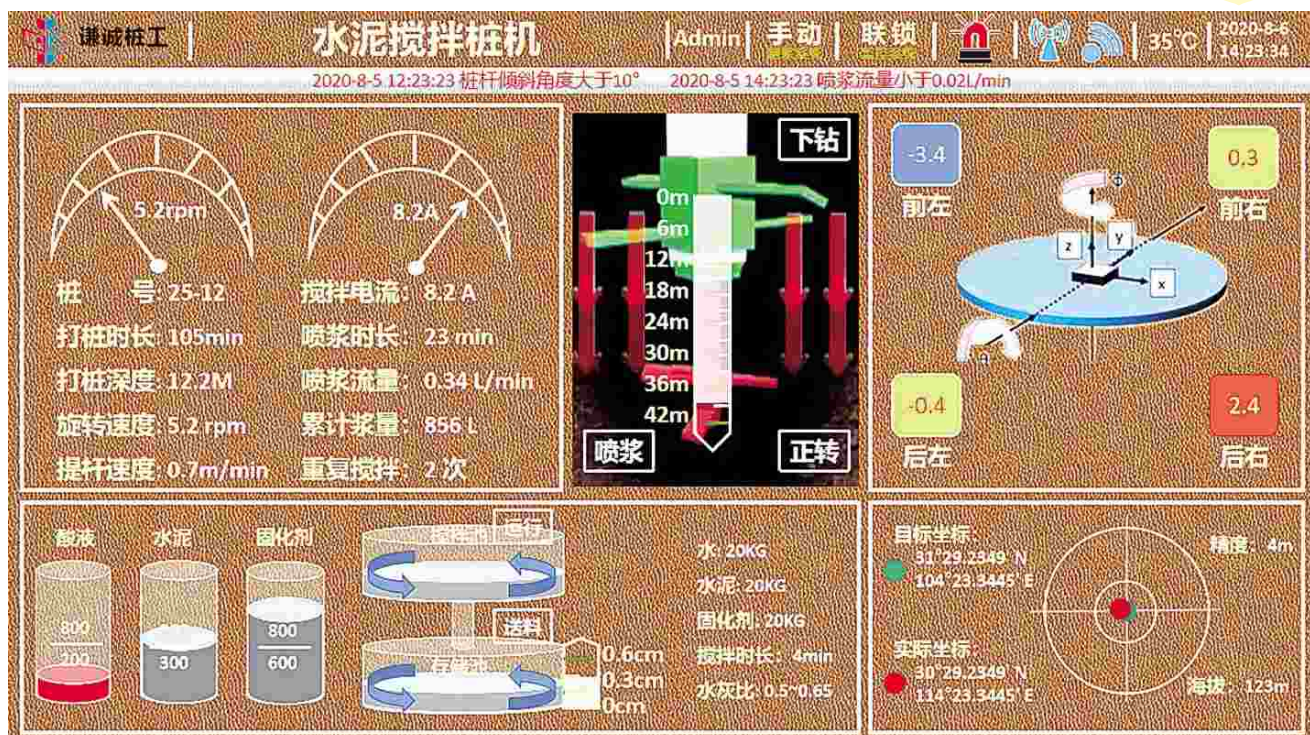 谦诚桩工 水泥搅拌桩机 Admin 手动 联锁 35℃ 2020-8-6
14:23:34
2020-8-5 12:23:23 桩杆倾斜角度大于10° 2020-8-5 14:23:23 喷浆流量小于0.02L/min
5.2rpm 8.2A
桩 号: 25-12 搅拌电流: 8.2 A
打桩时长: 105min 喷浆时长: 23 min
打桩深度: 12.2M 喷浆流量: 0.34 L/min
旋转速度: 5.2 rpm 累计浆量: 856 L
提杆速度: 0.7m/min 重复搅拌: 2 次
下钻
0m
6m
12m
18m
24m
30m
36m
42m
喷浆 正转
-3.4 0.3
前左 前右
Φ
z y
x
θ
-0.4 2.4
后左 后右
酸液 水泥 固化剂
800
200
300
800
600
搅拌池 运行
送料
存储池
0.6cm
0.3cm
0cm
水: 20KG
水泥: 20KG
固化剂: 20KG
搅拌时长: 4min
水灰比: 0.5~0.65
目标坐标:
31°29.2349' N
104°23.3445' E
实际坐标:
30°29.2349' N
114°23.3445' E
精度: 4m
海拔: 123m